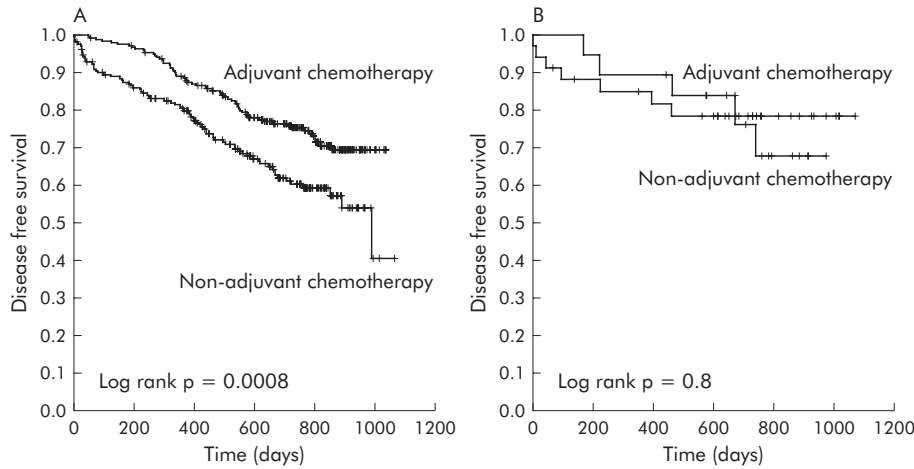 A
1.0
0.9
0.8
0.7
0.6
0.5
0.4
0.3
0.2
0.1
0.0
Disease free survival
Adjuvant chemotherapy
Non-adjuvant chemotherapy
Log rank p = 0.0008
0 200 400 600 800 1000 1200
Time (days)
B
1.0
0.9
0.8
0.7
0.6
0.5
0.4
0.3
0.2
0.1
0.0
Disease free survival
Adjuvant chemotherapy
Non-adjuvant chemotherapy
Log rank p = 0.8
0 200 400 600 800 1000 1200
Time (days)